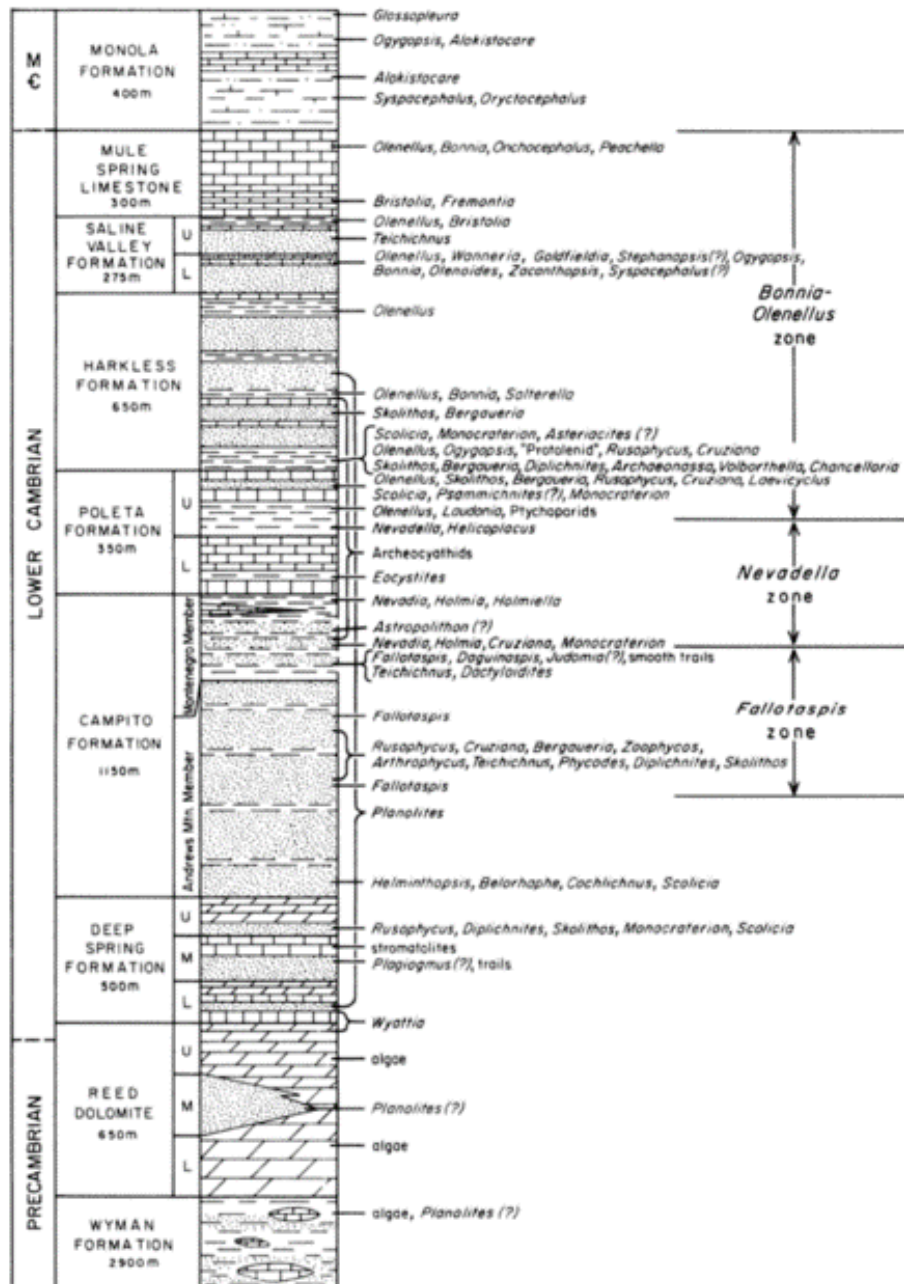 M
Є
MONOLA
FORMATION
400m
Glossopleura
Ogygopsis, Alokistocare
Alokistocare
Syspacephalus, Oryctocephalus
LOWER CAMBRIAN
MULE
SPRING
LIMESTONE
300m
Olenellus, Bonnia, Onchocephalus, Peachella
Bristolia, Fremontia
SALINE
VALLEY
FORMATION
275m
U
L
Olenellus, Bristolia
Teichichnus
Olenellus, Wanneria, Goldfieldia, Stephanopsis(?), Ogygopsis,
Bonnia, Olenoides, Zacanthopsis, Syspacephalus(?)
HARKLESS
FORMATION
650m
Olenellus
Olenellus, Bonnia, Salterella
Skolithos, Bergaueria
Scolicia, Monocraterion, Asteriacites (?)
Olenellus, Ogygopsis, "Protolenid", Rusophycus, Cruziana
Skolithos, Bergaueria, Diplichnites, Archaeonassa, Volborthella, Chancelloria
POLETA
FORMATION
350m
U
L
Olenellus, Skolithos, Bergaueria, Rusophycus, Cruziana, Laevicyclus
Scolicia, Psammichnites(?), Monocraterion
Olenellus, Laudonia, Ptychoparids
Nevadella, Helicoplacus
Archeocyathids
Eocystites
CAMPITO
FORMATION
1150m
Montenegro Member
Andrews Mtn. Member
Nevadia, Holmia, Holmiella
Astropolithon (?)
Nevadia, Holmia, Cruziana, Monocraterion
Fallotaspis, Daguinaspis, Judomia(?), smooth trails
Teichichnus, Dactyloidites
Fallotaspis
Rusophycus, Cruziana, Bergaueria, Zoophycos,
Arthrophycus, Teichichnus, Phycodes, Diplichnites, Skolithos
Fallotaspis
Planolites
Helminthopsis, Belorhaphe, Cochlichnus, Scolicia
DEEP
SPRING
FORMATION
500m
U
M
L
Rusophycus, Diplichnites, Skolithos, Monocraterion, Scolicia
stromatolites
Plagiogmus(?), trails
Wyattia
PRECAMBRIAN
REED
DOLOMITE
650m
U
M
L
algae
Planolites (?)
algae
WYMAN
FORMATION
2900m
algae, Planolites (?)
Bonnia-
Olenellus
zone
Nevadella
zone
Fallotaspis
zone